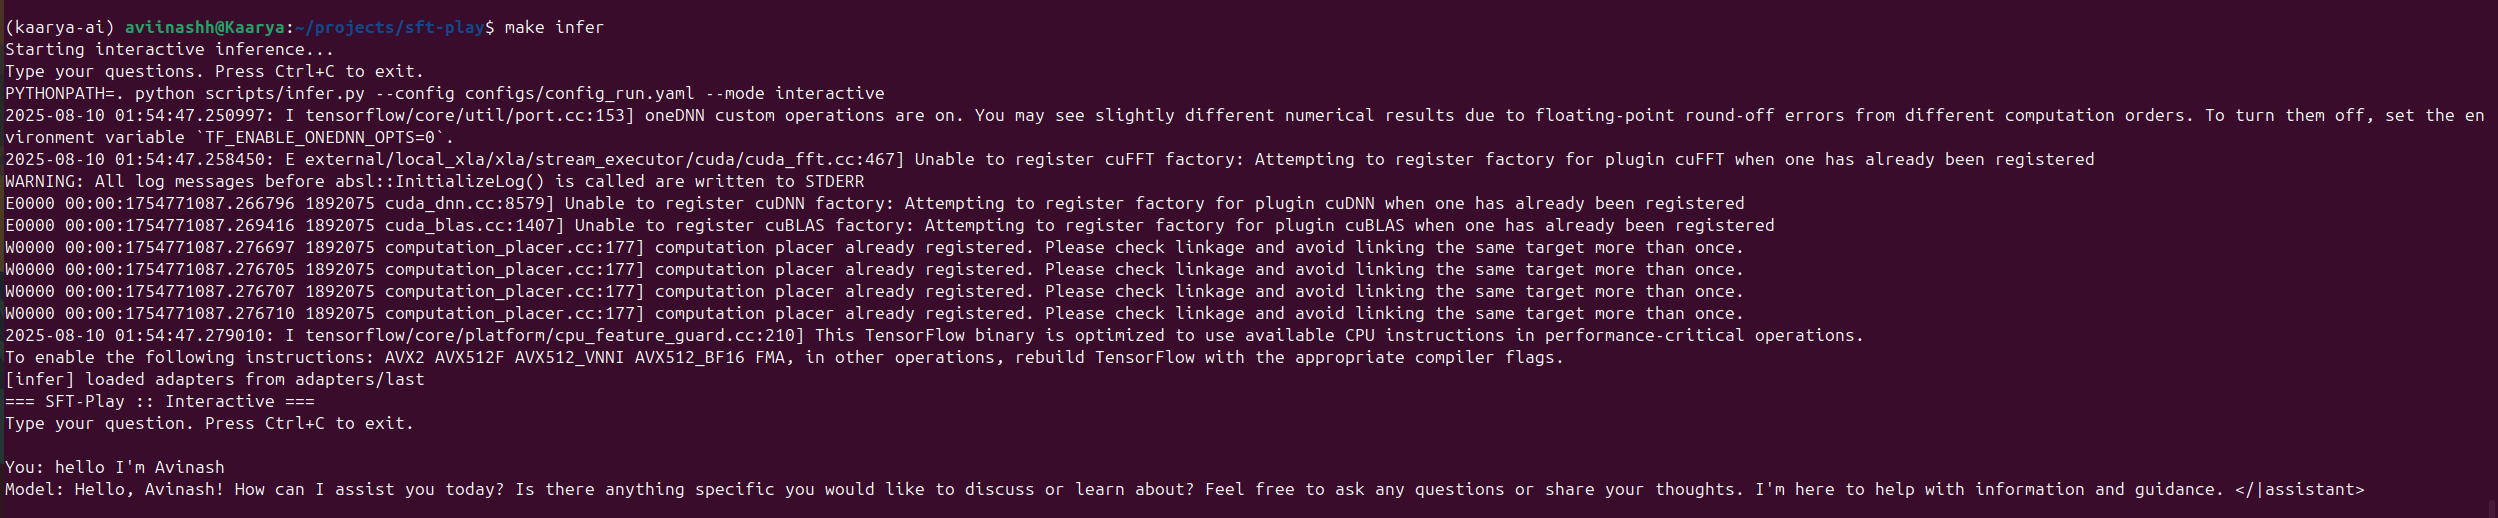 (kaarya-ai) aviinashh@Kaarya:~/projects/sft-play$ make infer
Starting interactive inference...
Type your questions. Press Ctrl+C to exit.
PYTHONPATH=. python scripts/infer.py --config configs/config_run.yaml --mode interactive
2025-08-10 01:54:47.250997: I tensorflow/core/util/port.cc:153] oneDNN custom operations are on. You may see slightly different numerical results due to floating-point round-off errors from different computation orders. To turn them off, set the en
vironment variable `TF_ENABLE_ONEDNN_OPTS=0`.
2025-08-10 01:54:47.258450: E external/local_xla/xla/stream_executor/cuda/cuda_fft.cc:467] Unable to register cuFFT factory: Attempting to register factory for plugin cuFFT when one has already been registered
WARNING: All log messages before absl::InitializeLog() is called are written to STDERR
E0000 00:00:1754771087.266796 1892075 cuda_dnn.cc:8579] Unable to register cuDNN factory: Attempting to register factory for plugin cuDNN when one has already been registered
E0000 00:00:1754771087.269416 1892075 cuda_blas.cc:1407] Unable to register cuBLAS factory: Attempting to register factory for plugin cuBLAS when one has already been registered
W0000 00:00:1754771087.276697 1892075 computation_placer.cc:177] computation placer already registered. Please check linkage and avoid linking the same target more than once.
W0000 00:00:1754771087.276705 1892075 computation_placer.cc:177] computation placer already registered. Please check linkage and avoid linking the same target more than once.
W0000 00:00:1754771087.276707 1892075 computation_placer.cc:177] computation placer already registered. Please check linkage and avoid linking the same target more than once.
W0000 00:00:1754771087.276710 1892075 computation_placer.cc:177] computation placer already registered. Please check linkage and avoid linking the same target more than once.
2025-08-10 01:54:47.279010: I tensorflow/core/platform/cpu_feature_guard.cc:210] This TensorFlow binary is optimized to use available CPU instructions in performance-critical operations.
To enable the following instructions: AVX2 AVX512F AVX512_VNNI AVX512_BF16 FMA, in other operations, rebuild TensorFlow with the appropriate compiler flags.
[infer] loaded adapters from adapters/last
=== SFT-Play :: Interactive ===
Type your question. Press Ctrl+C to exit.
You: hello I'm Avinash
Model: Hello, Avinash! How can I assist you today? Is there anything specific you would like to discuss or learn about? Feel free to ask any questions or share your thoughts. I'm here to help with information and guidance. </|assistant>